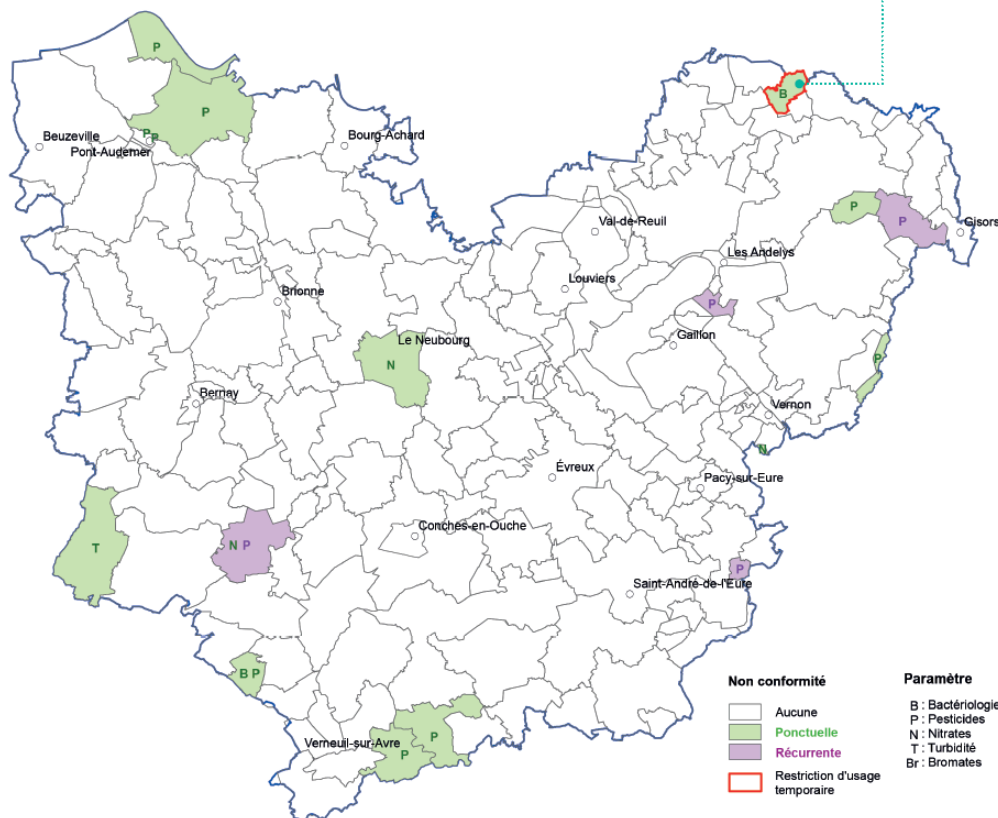 P
B
P
P P
Beuzeville
Pont-Audemer
Bourg-Achard
P
P
Val-de-Reuil
Gisors
Les Andelys
Louviers
Brionne
P
Le Neubourg
Gaillon
N
P
Bernay
Vernon
N
Évreux
Pacy-sur-Eure
Conches-en-Ouche
T
N P
P
Saint-André-de-l'Eure
B P
Verneuil-sur-Avre
P
P
Non conformité
Aucune
Ponctuelle
Récurrente
Restriction d'usage
temporaire
Paramètre
B : Bactériologie
P : Pesticides
N : Nitrates
T : Turbidité
Br : Bromates